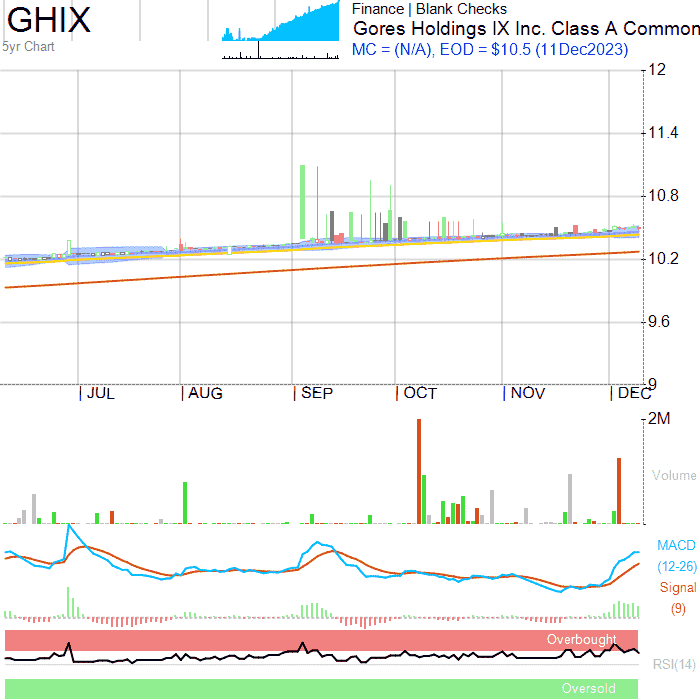 GHIX
5yr Chart
Finance | Blank Checks
Gores Holdings IX Inc. Class A Common
MC = (N/A), EOD = $10.5 (11Dec2023)
12
11.4
10.8
10.2
9.6
9
JUL AUG SEP OCT NOV DEC
2M
Volume
MACD
(12-26)
Signal
(9)
Overbought
RSI(14)
Oversold